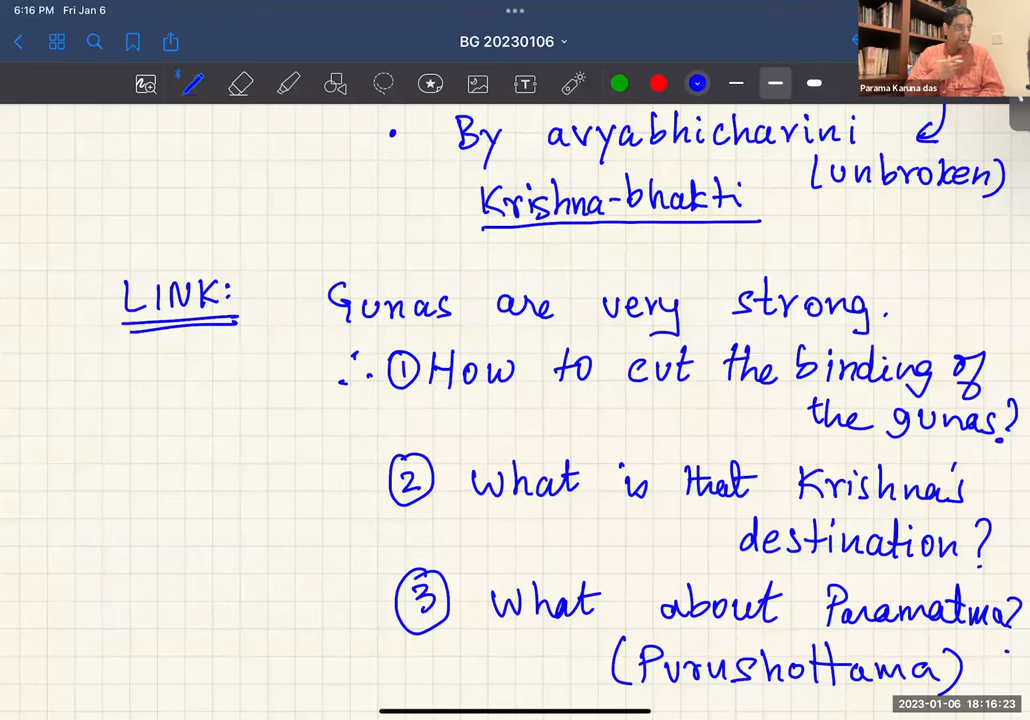 6:16 PM Fri Jan 6
BG 20230106
Parama Karuna das
• By avyabhicharini
(unbroken)
Krishna-bhakti
LINK: Gunas are very strong.
∴ ① How to cut the binding of
the gunas?
② What is that Krishna's
destination?
③ What about Paramatma?
(Purushottama)
2023-01-06 18:16:23